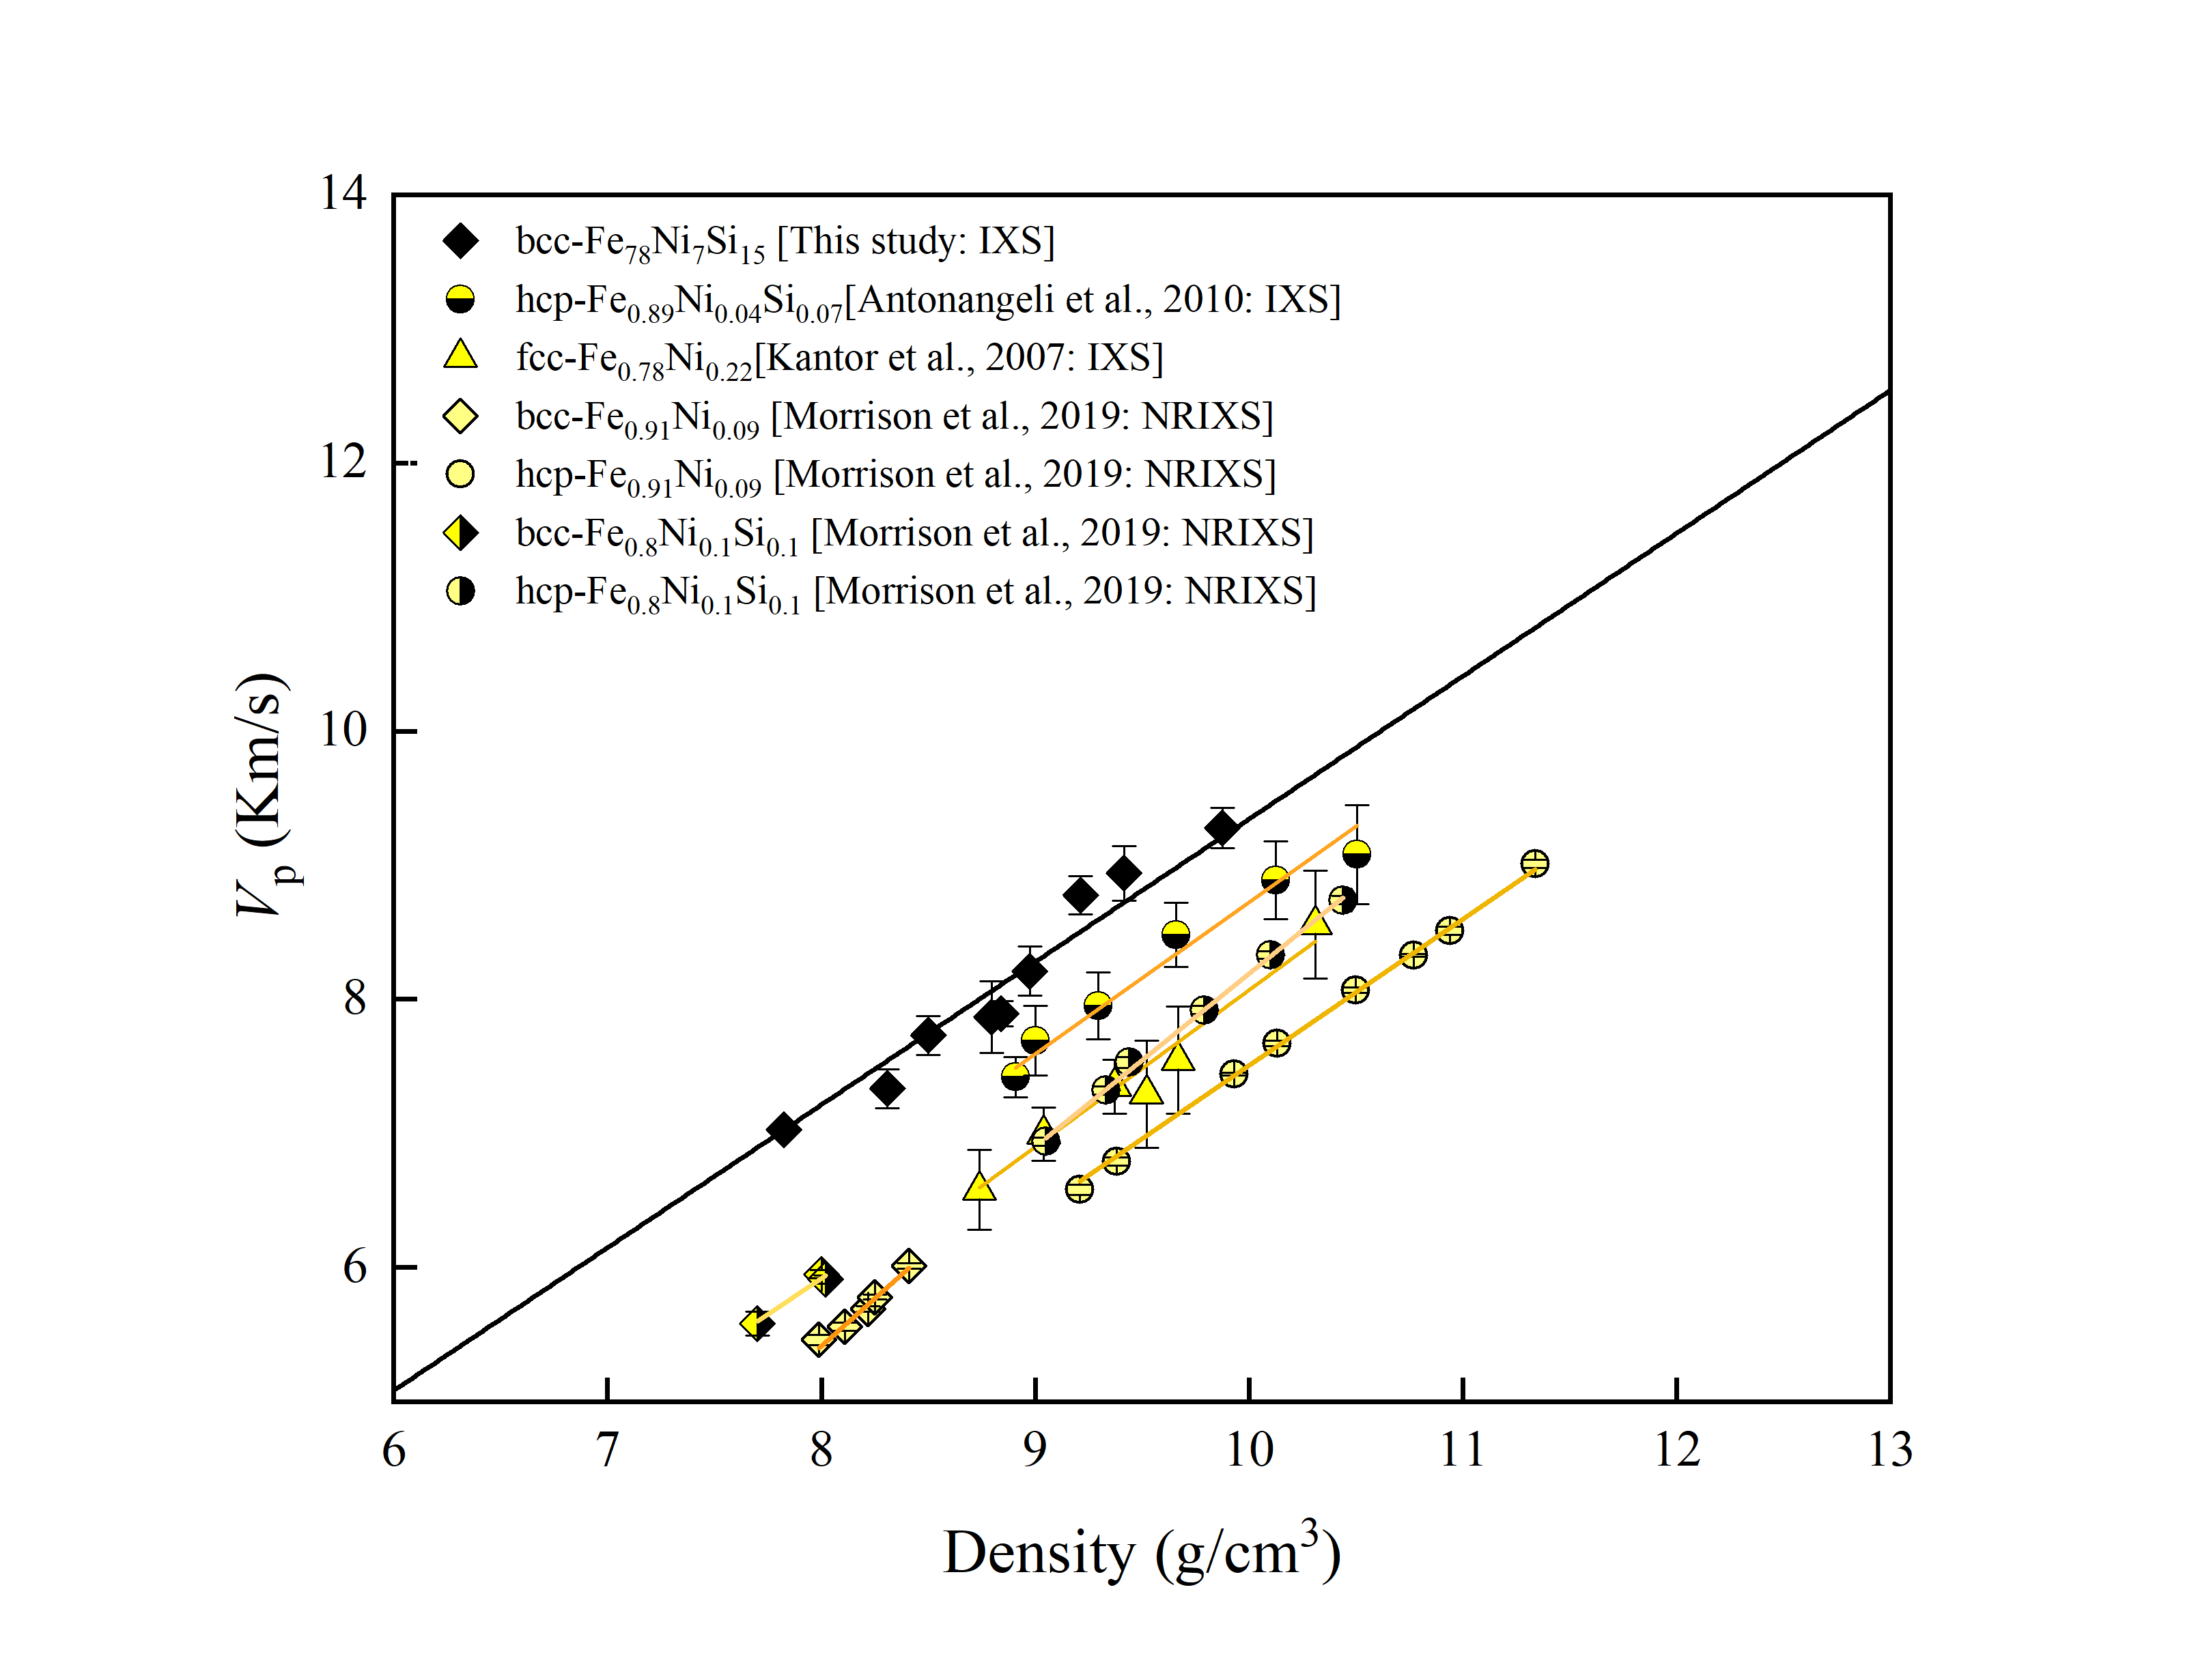 14
12
10
8
6
V_p (Km/s)
bcc-Fe₇₈Ni₇Si₁₅ [This study: IXS]
hcp-Fe₀.₈₉Ni₀.₀₄Si₀.₀₇[Antonangeli et al., 2010: IXS]
fcc-Fe₀.₇₈Ni₀.₂₂[Kantor et al., 2007: IXS]
bcc-Fe₀.₉₁Ni₀.₀₉ [Morrison et al., 2019: NRIXS]
hcp-Fe₀.₉₁Ni₀.₀₉ [Morrison et al., 2019: NRIXS]
bcc-Fe₀.₈Ni₀.₁Si₀.₁ [Morrison et al., 2019: NRIXS]
hcp-Fe₀.₈Ni₀.₁Si₀.₁ [Morrison et al., 2019: NRIXS]
6 7 8 9 10 11 12 13
Density (g/cm³)